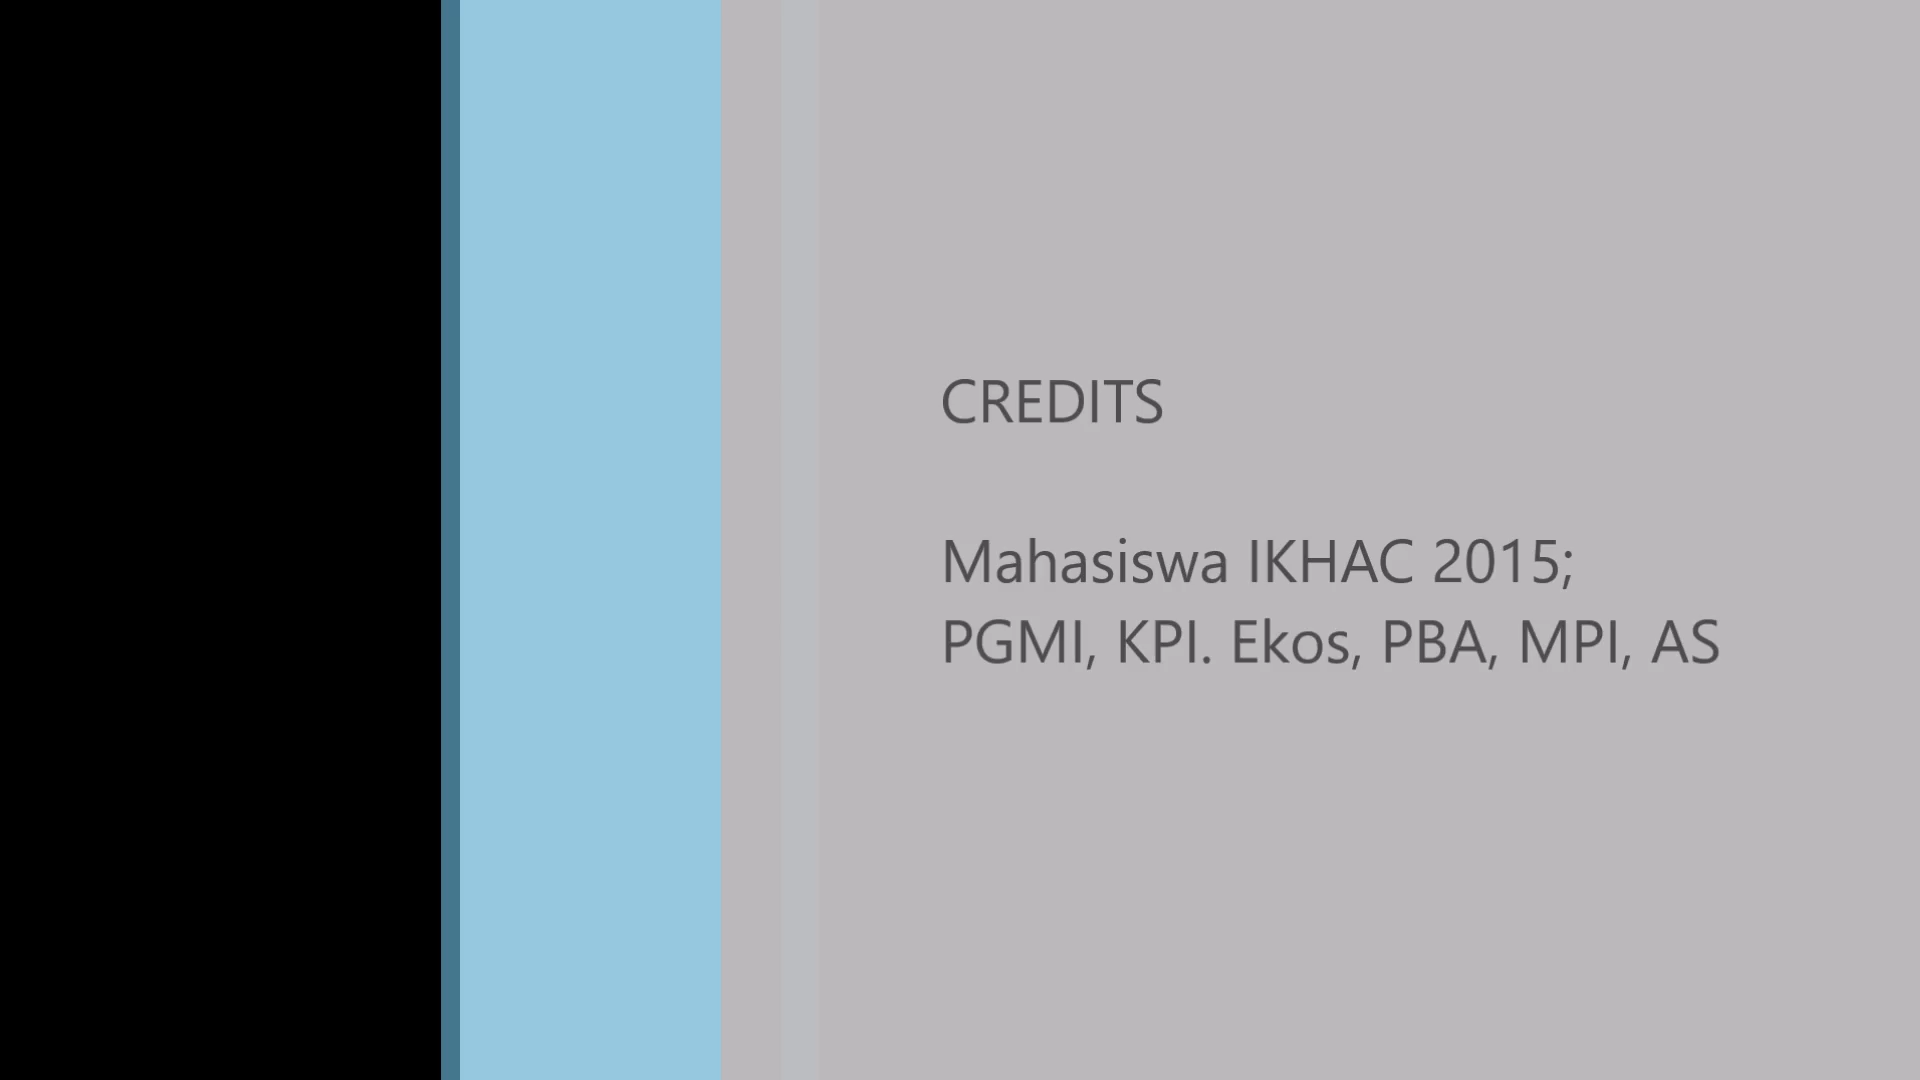 CREDITS
Mahasiswa IKHAC 2015;
PGMI, KPI. Ekos, PBA, MPI, AS